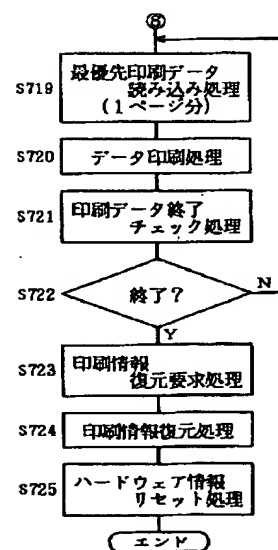 ⑧
S719
最優先印刷データ
読み込み処理
(1ページ分)
S720
データ印刷処理
S721
印刷データ終了
チェック処理
S722
終了?
N
Y
S723
印刷情報
復元要求処理
S724
印刷情報復元処理
S725
ハードウェア情報
リセット処理
エンド